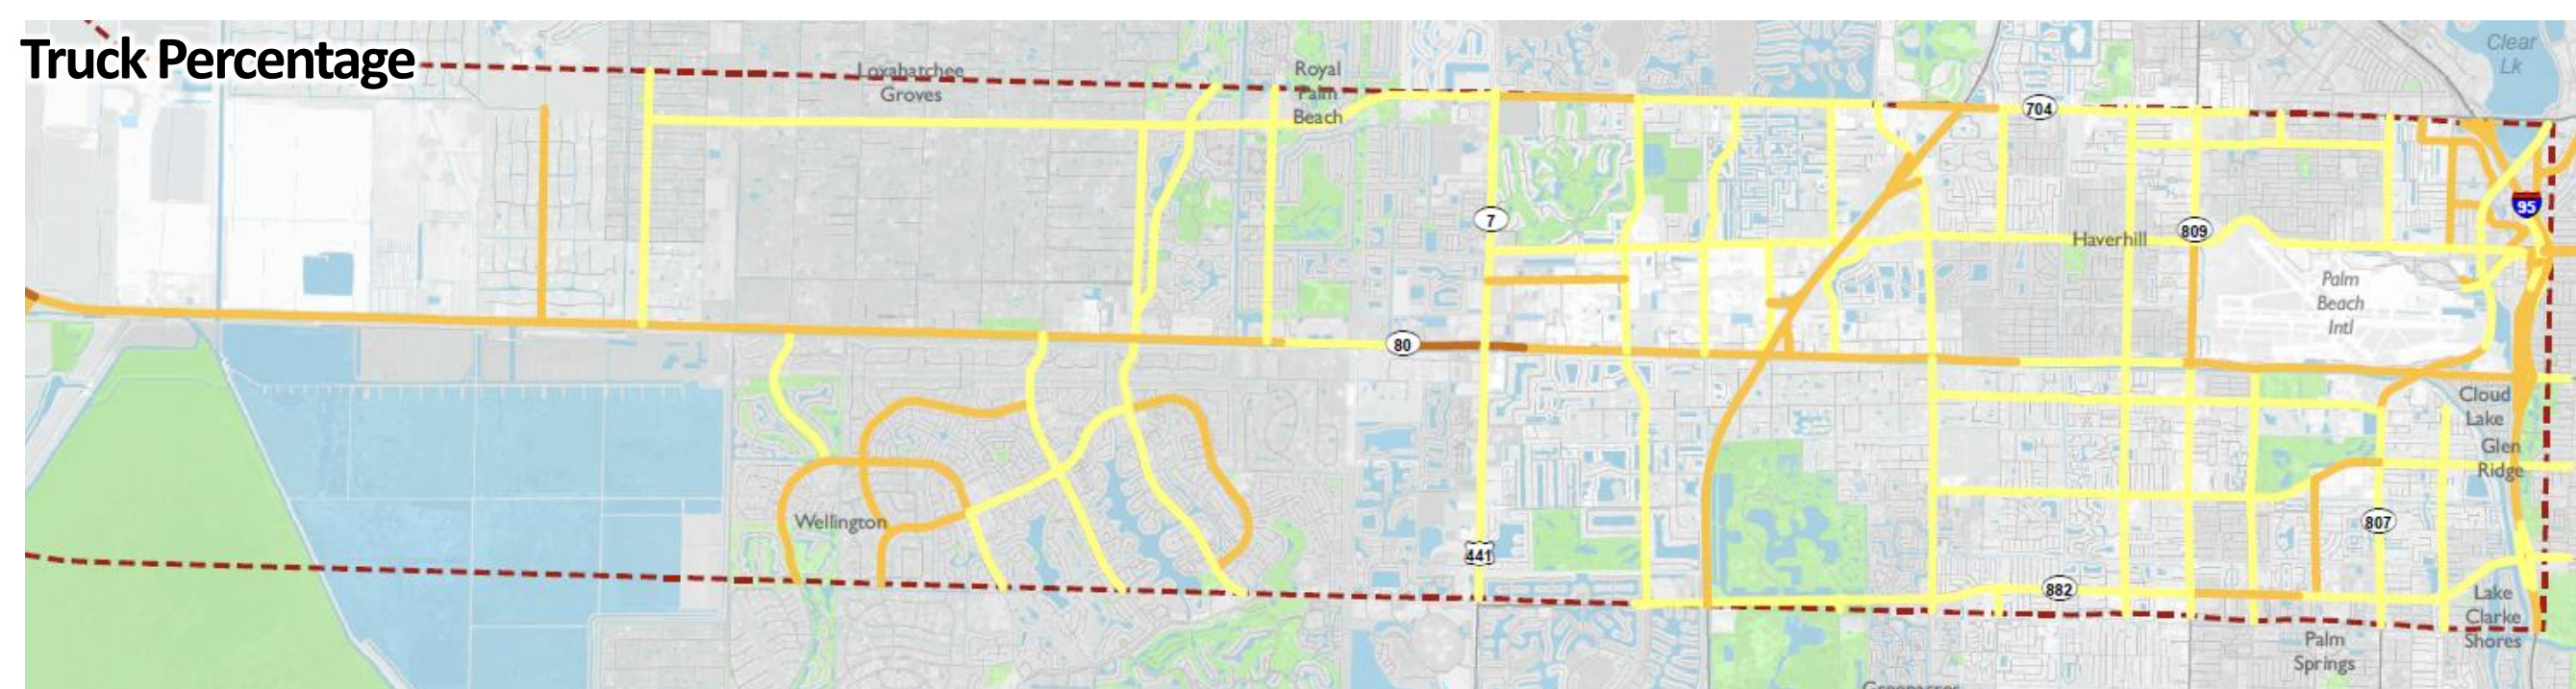 Truck Percentage
Clear
Lk
Loxahatchee
Groves
Royal
Palm
Beach
704
95
7
809
Haverhill
Palm
Beach
Intl
80
Cloud
Lake
Glen
Ridge
Wellington
807
441
882
Lake
Clarke
Shores
Palm
Springs